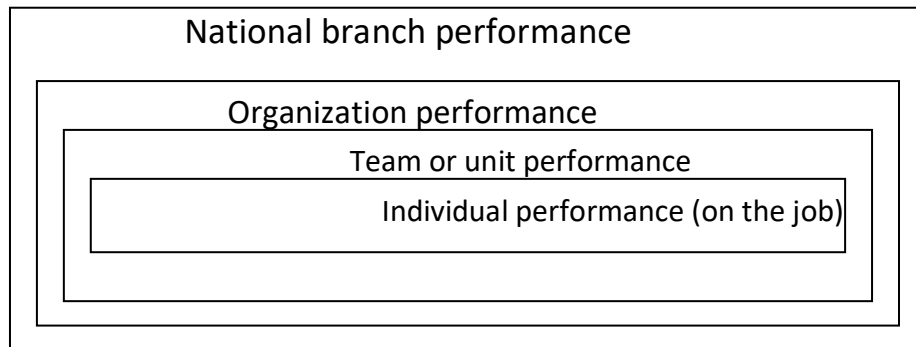 National branch performance
Organization performance
Team or unit performance
Individual performance (on the job)